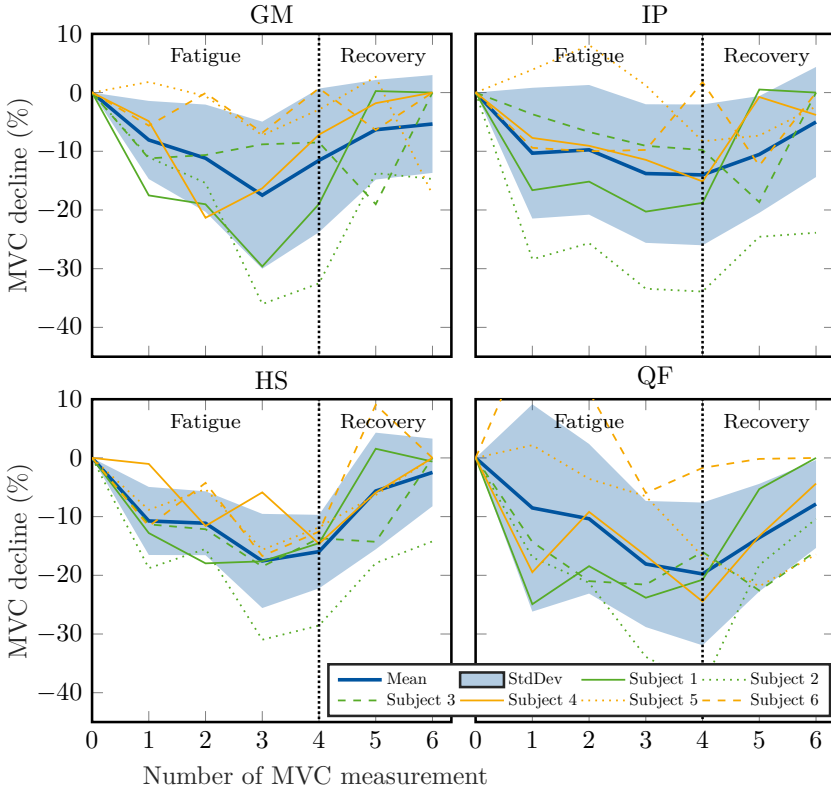 GM IP
10 Fatigue Recovery Fatigue Recovery
0
−10
−20
−30
−40
MVC decline (%)
HS QF
10 Fatigue Recovery Fatigue Recovery
0
−10
−20
−30
−40
MVC decline (%)
Mean StdDev Subject 1 Subject 2
Subject 3 Subject 4 Subject 5 Subject 6
0 1 2 3 4 5 6 0 1 2 3 4 5 6
Number of MVC measurement